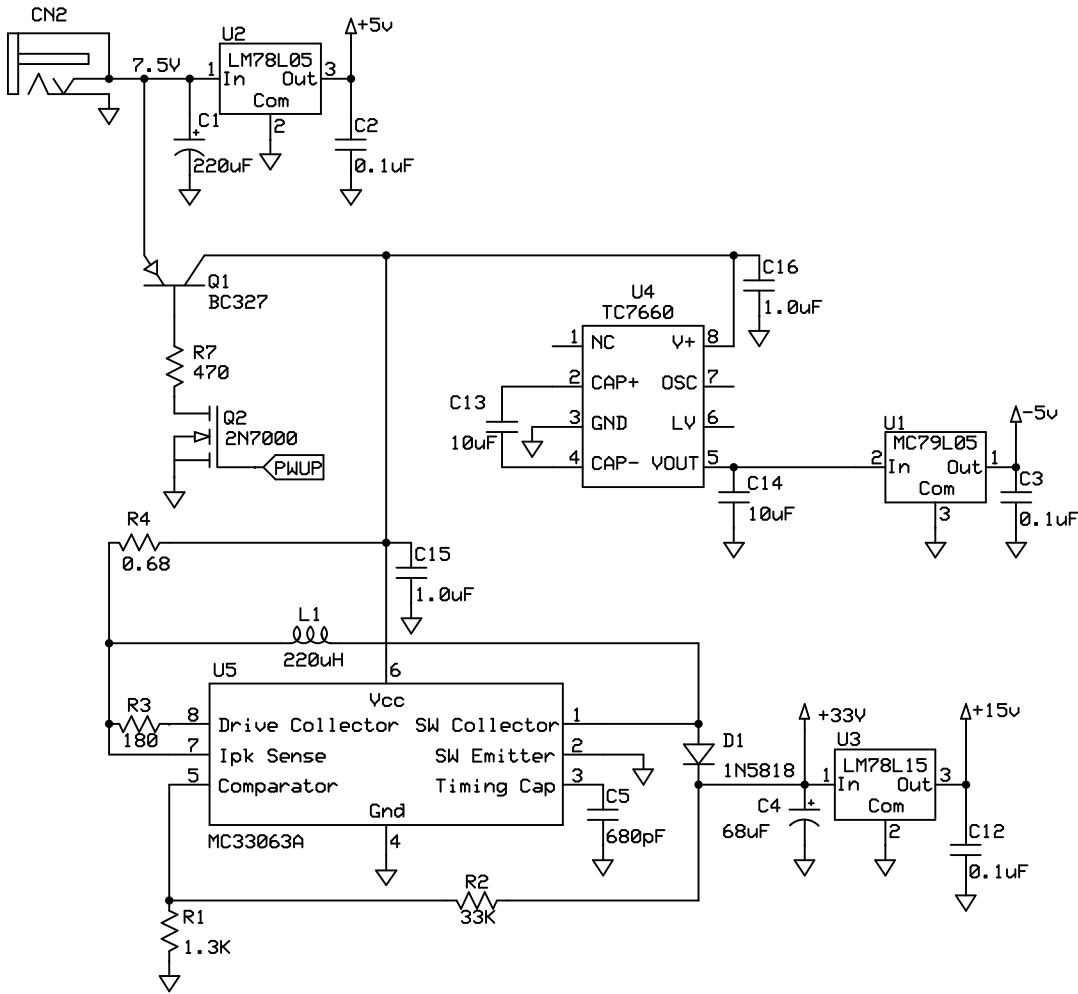 CN2
7.5V
U2
LM78L05
1 In Out 3
Com
2
+5v
C1
+
220uF
C2
0.1uF
Q1
BC327
R7
470
Q2
2N7000
PWUP
U4
TC7660
1 NC V+ 8
2 CAP+ OSC 7
3 GND LV 6
4 CAP- VOUT 5
C13
10uF
C16
1.0uF
C14
10uF
U1
MC79L05
2 In Out 1
Com
3
-5v
C3
0.1uF
R4
0.68
C15
1.0uF
L1
220uH
U5
6
Vcc
R3
180
8 Drive Collector SW Collector 1
7 Ipk Sense SW Emitter 2
5 Comparator Timing Cap 3
Gnd
4
MC33063A
C5
680pF
D1
1N5818
+33V
C4
+
68uF
U3
LM78L15
1 In Out 3
Com
2
+15v
C12
0.1uF
R2
33K
R1
1.3K